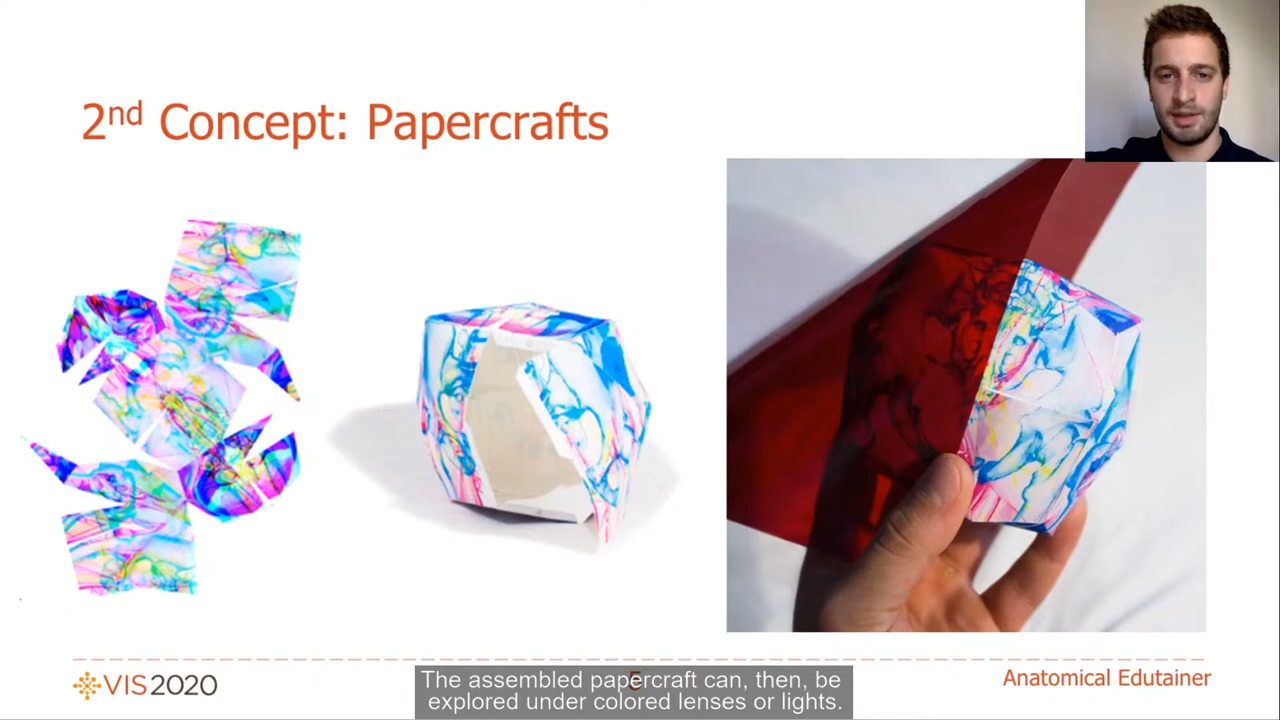 2nd Concept: Papercrafts
VIS2020
The assembled papercraft can, then, be
explored under colored lenses or lights.
Anatomical Edutainer